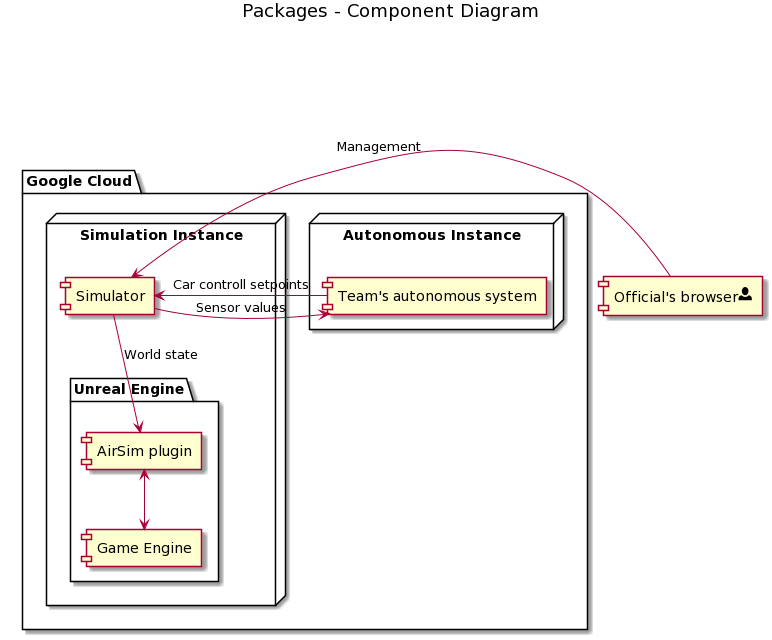 Packages - Component Diagram
Management
Google Cloud
Simulation Instance
Autonomous Instance
Simulator
Car controll setpoints
Team's autonomous system
Official's browser
Sensor values
World state
Unreal Engine
AirSim plugin
Game Engine